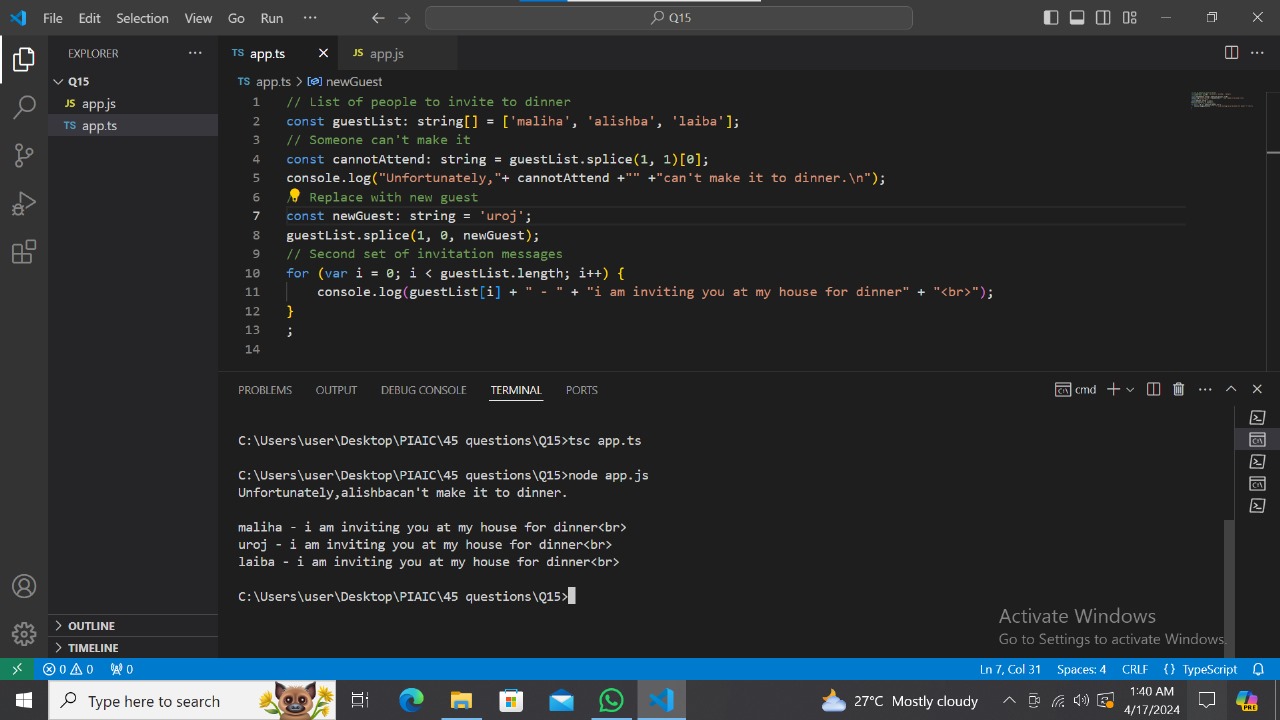 File Edit Selection View Go Run ··· Q15
EXPLORER ···
Q15
JS app.js
TS app.ts
OUTLINE
TIMELINE
TS app.ts JS app.js ···
TS app.ts > newGuest
1 // List of people to invite to dinner
2 const guestList: string[] = ['maliha', 'alishba', 'laiba'];
3 // Someone can't make it
4 const cannotAttend: string = guestList.splice(1, 1)[0];
5 console.log("Unfortunately,"+ cannotAttend +"" +"can't make it to dinner.\n");
6 / Replace with new guest
7 const newGuest: string = 'uroj';
8 guestList.splice(1, 0, newGuest);
9 // Second set of invitation messages
10 for (var i = 0; i < guestList.length; i++) {
11 console.log(guestList[i] + " - " + "i am inviting you at my house for dinner" + "<br>");
12 }
13 ;
14
PROBLEMS OUTPUT DEBUG CONSOLE TERMINAL PORTS cmd ···
C:\Users\user\Desktop\PIAIC\45 questions\Q15>tsc app.ts
C:\Users\user\Desktop\PIAIC\45 questions\Q15>node app.js
Unfortunately,alishbacan't make it to dinner.
maliha - i am inviting you at my house for dinner<br>
uroj - i am inviting you at my house for dinner<br>
laiba - i am inviting you at my house for dinner<br>
C:\Users\user\Desktop\PIAIC\45 questions\Q15>
Activate Windows
Go to Settings to activate Windows.
0 0 0 Ln 7, Col 31 Spaces: 4 CRLF {} TypeScript
Type here to search 27°C Mostly cloudy 1:40 AM PRE
4/17/2024